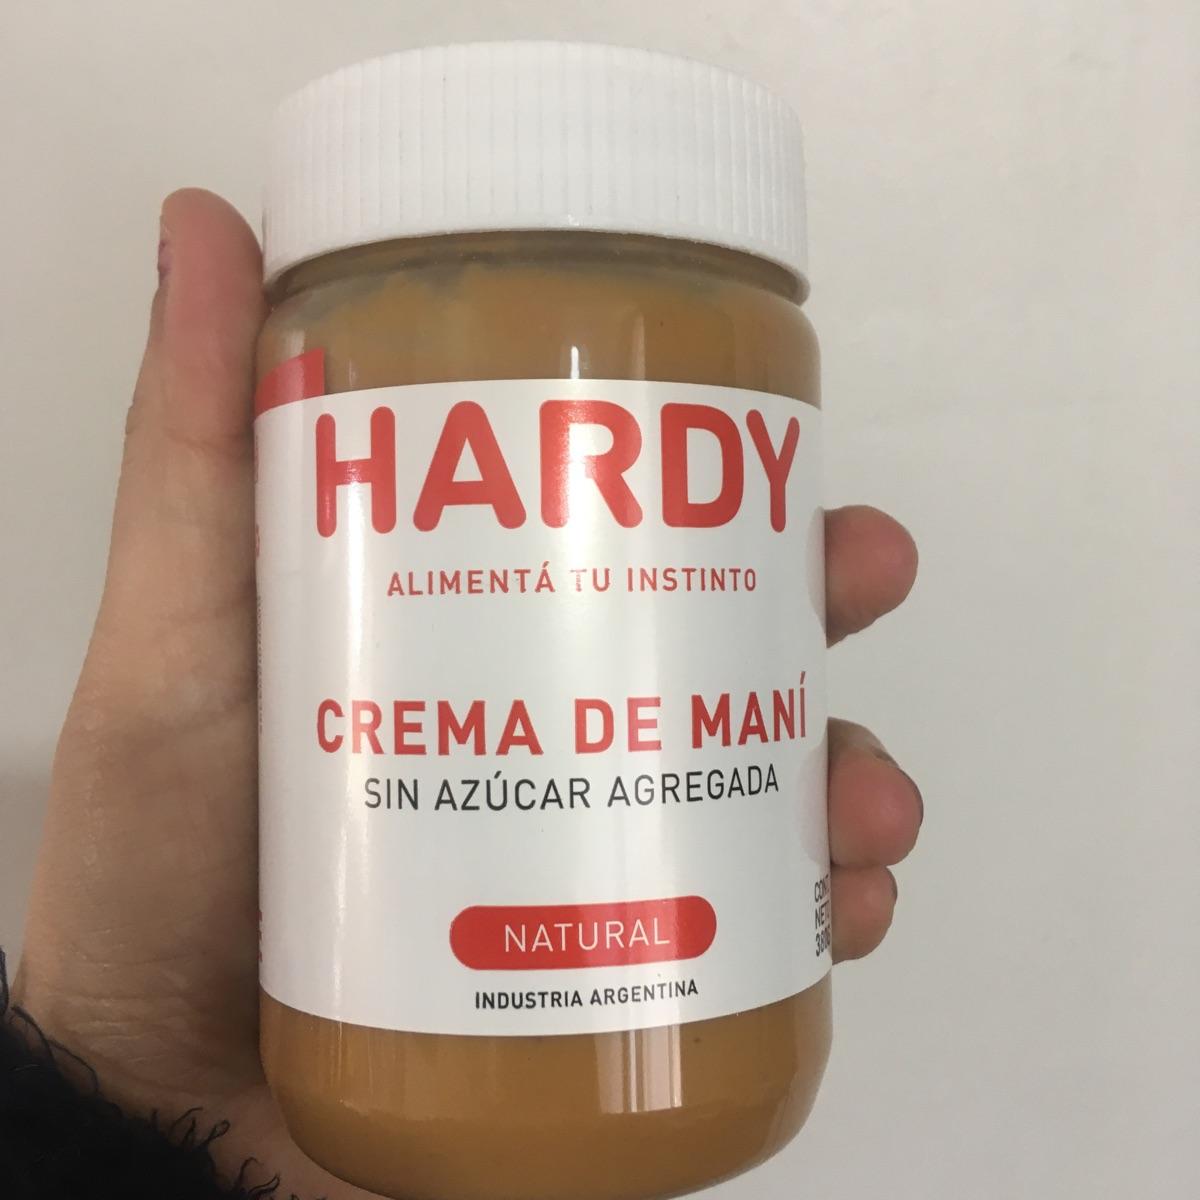 HARDY
ALIMENTÁ TU INSTINTO
CREMA DE MANÍ
SIN AZÚCAR AGREGADA
NATURAL
INDUSTRIA ARGENTINA